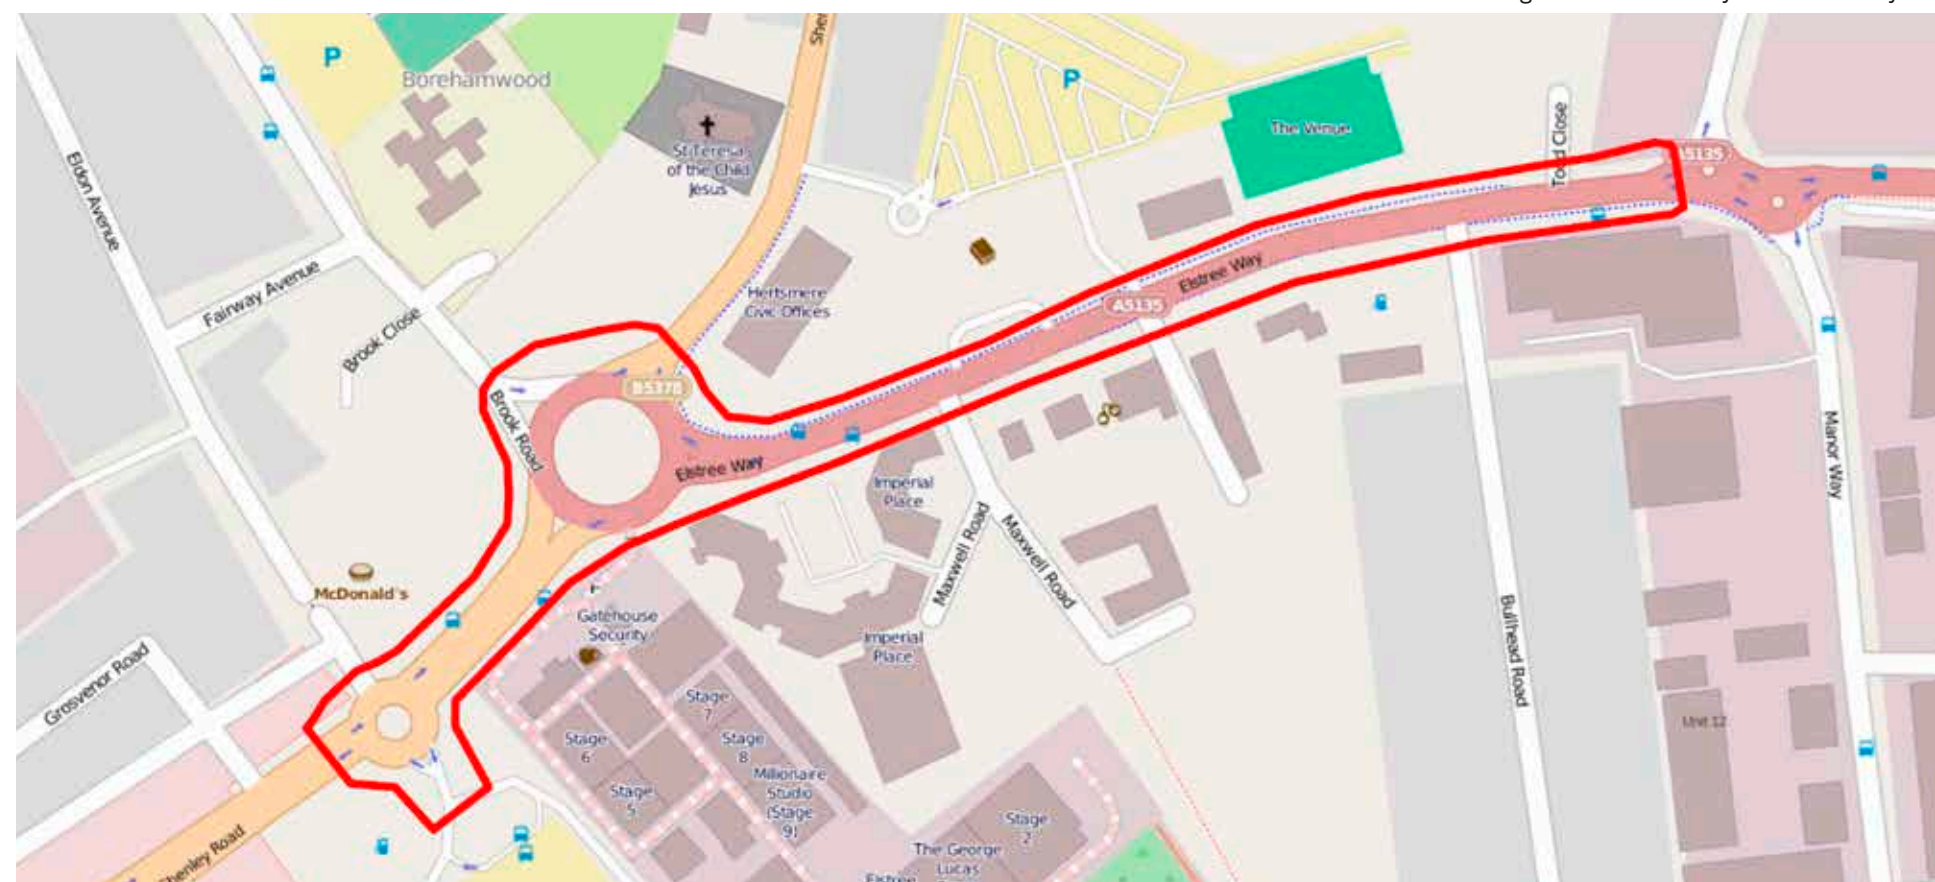 P
Borehamwood
P
The Venue
Todd Close
A5135
St Teresa
of the Child
Jesus
Eldon Avenue
Fairway Avenue
Brook Close
Hertsmere
Civic Offices
Elstree Way
A5135
B5378
Brook Road
Elstree Way
Imperial
Place
Maxwell Road
Maxwell Road
Manor Way
McDonald's
Gatehouse
Security
Imperial
Place
Bullhead Road
Grosvenor Road
Stage
7
Stage
6
Stage
8
Millionaire
Studio
(Stage
9)
Stage
5
Stage
2
Unit 12
The George
Lucas
Shenley Road